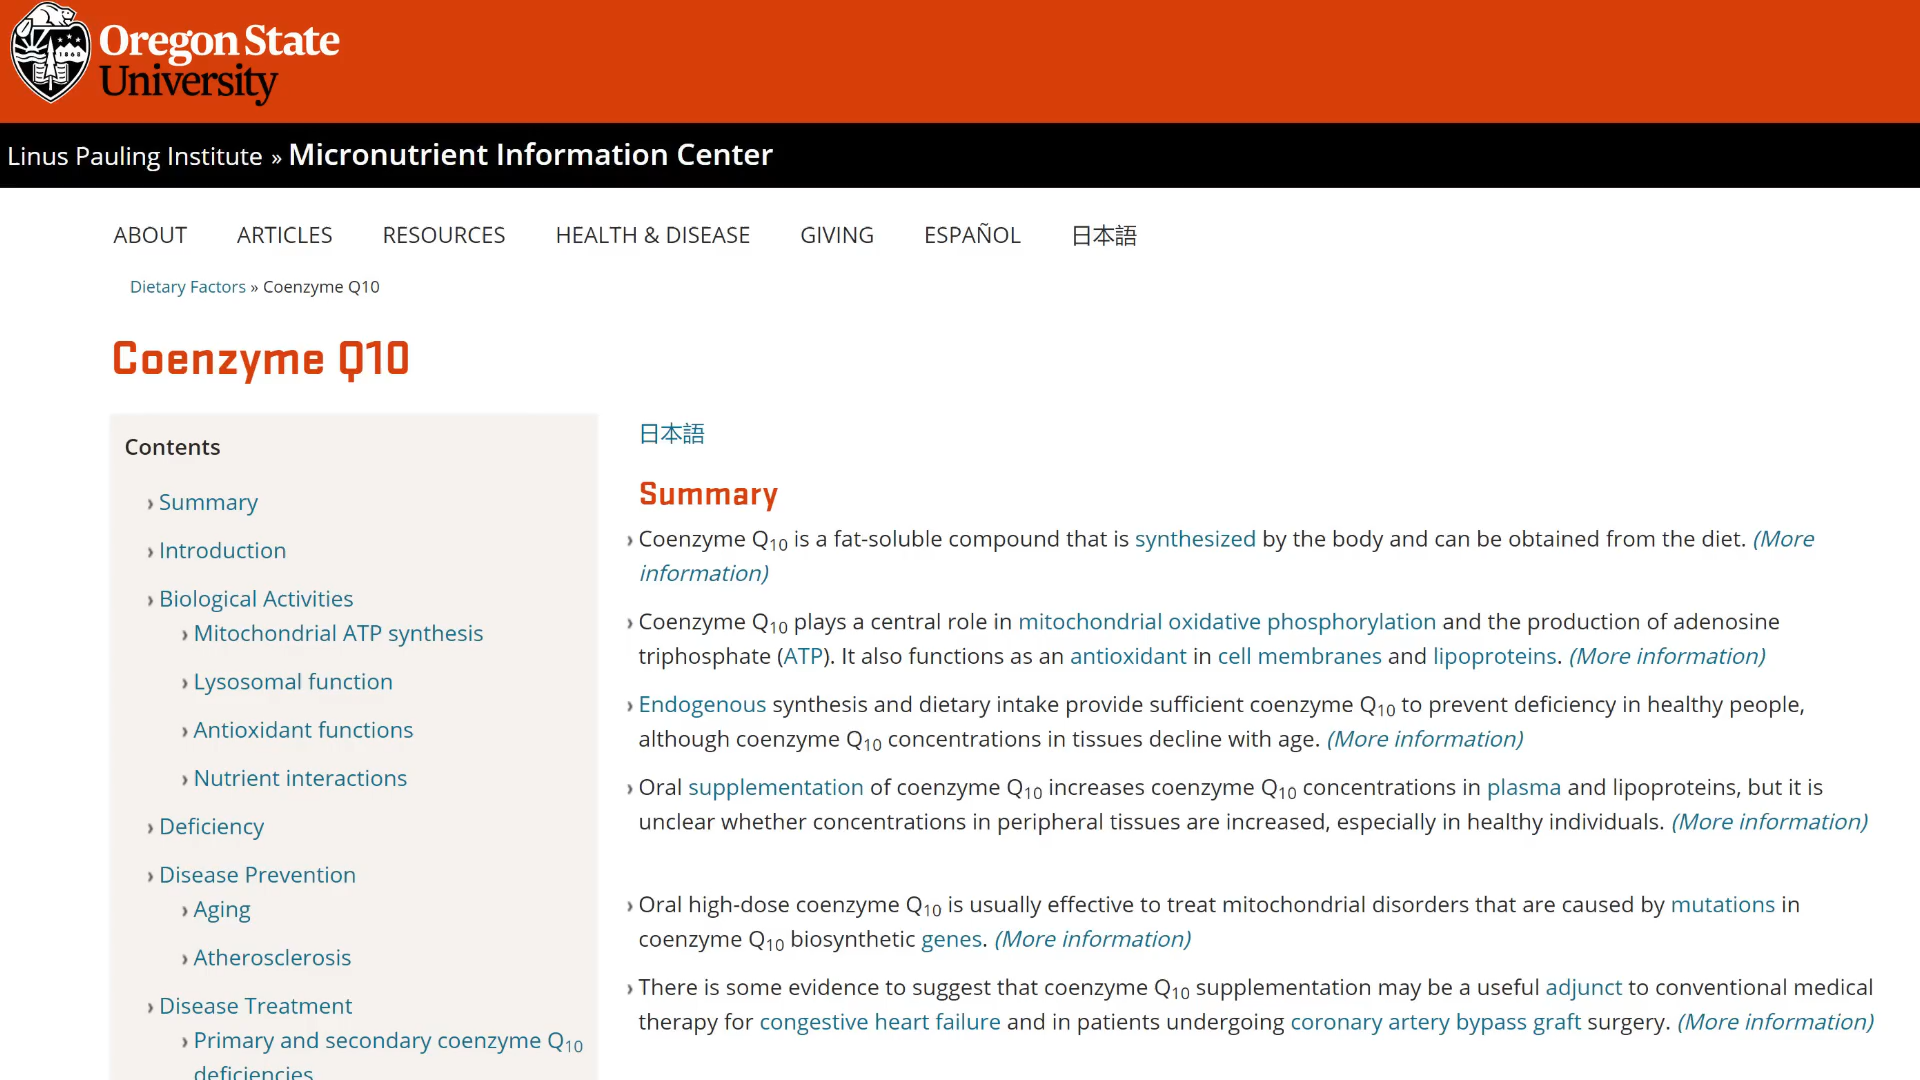 Oregon State
University
Linus Pauling Institute » Micronutrient Information Center
ABOUT ARTICLES RESOURCES HEALTH & DISEASE GIVING ESPAÑOL 日本語
Dietary Factors » Coenzyme Q10
Coenzyme Q10
Contents
› Summary
› Introduction
› Biological Activities
› Mitochondrial ATP synthesis
› Lysosomal function
› Antioxidant functions
› Nutrient interactions
› Deficiency
› Disease Prevention
› Aging
› Atherosclerosis
› Disease Treatment
› Primary and secondary coenzyme Q10
deficiencies
日本語
Summary
› Coenzyme Q10 is a fat-soluble compound that is synthesized by the body and can be obtained from the diet. (More
information)
› Coenzyme Q10 plays a central role in mitochondrial oxidative phosphorylation and the production of adenosine
triphosphate (ATP). It also functions as an antioxidant in cell membranes and lipoproteins. (More information)
› Endogenous synthesis and dietary intake provide sufficient coenzyme Q10 to prevent deficiency in healthy people,
although coenzyme Q10 concentrations in tissues decline with age. (More information)
› Oral supplementation of coenzyme Q10 increases coenzyme Q10 concentrations in plasma and lipoproteins, but it is
unclear whether concentrations in peripheral tissues are increased, especially in healthy individuals. (More information)
› Oral high-dose coenzyme Q10 is usually effective to treat mitochondrial disorders that are caused by mutations in
coenzyme Q10 biosynthetic genes. (More information)
› There is some evidence to suggest that coenzyme Q10 supplementation may be a useful adjunct to conventional medical
therapy for congestive heart failure and in patients undergoing coronary artery bypass graft surgery. (More information)